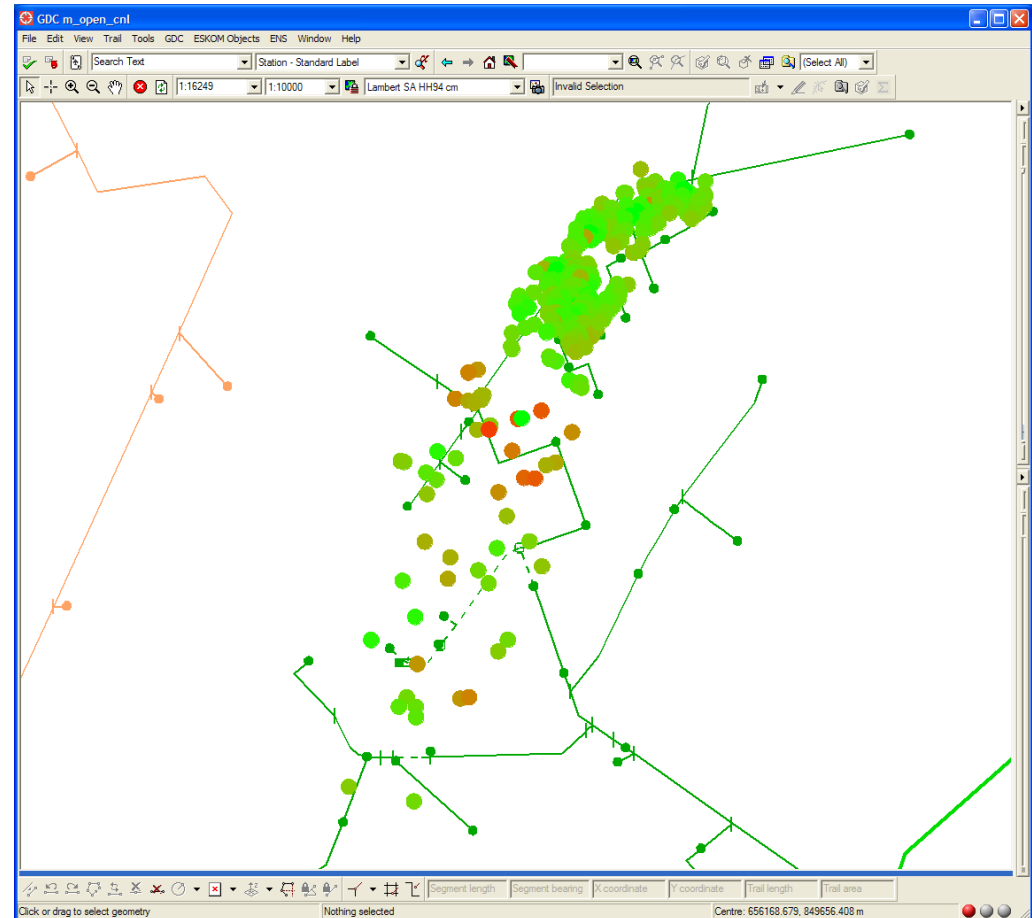 GDC m_open_cnl
File Edit View Trail Tools GDC ESKOM Objects ENS Window Help
Search Text Station - Standard Label (Select All)
1:16249 1:10000 Lambert SA HH94 cm Invalid Selection
Segment length Segment bearing X coordinate Y coordinate Trail length Trail area
Click or drag to select geometry Nothing selected Centre: 656168.679, 849656.408 m